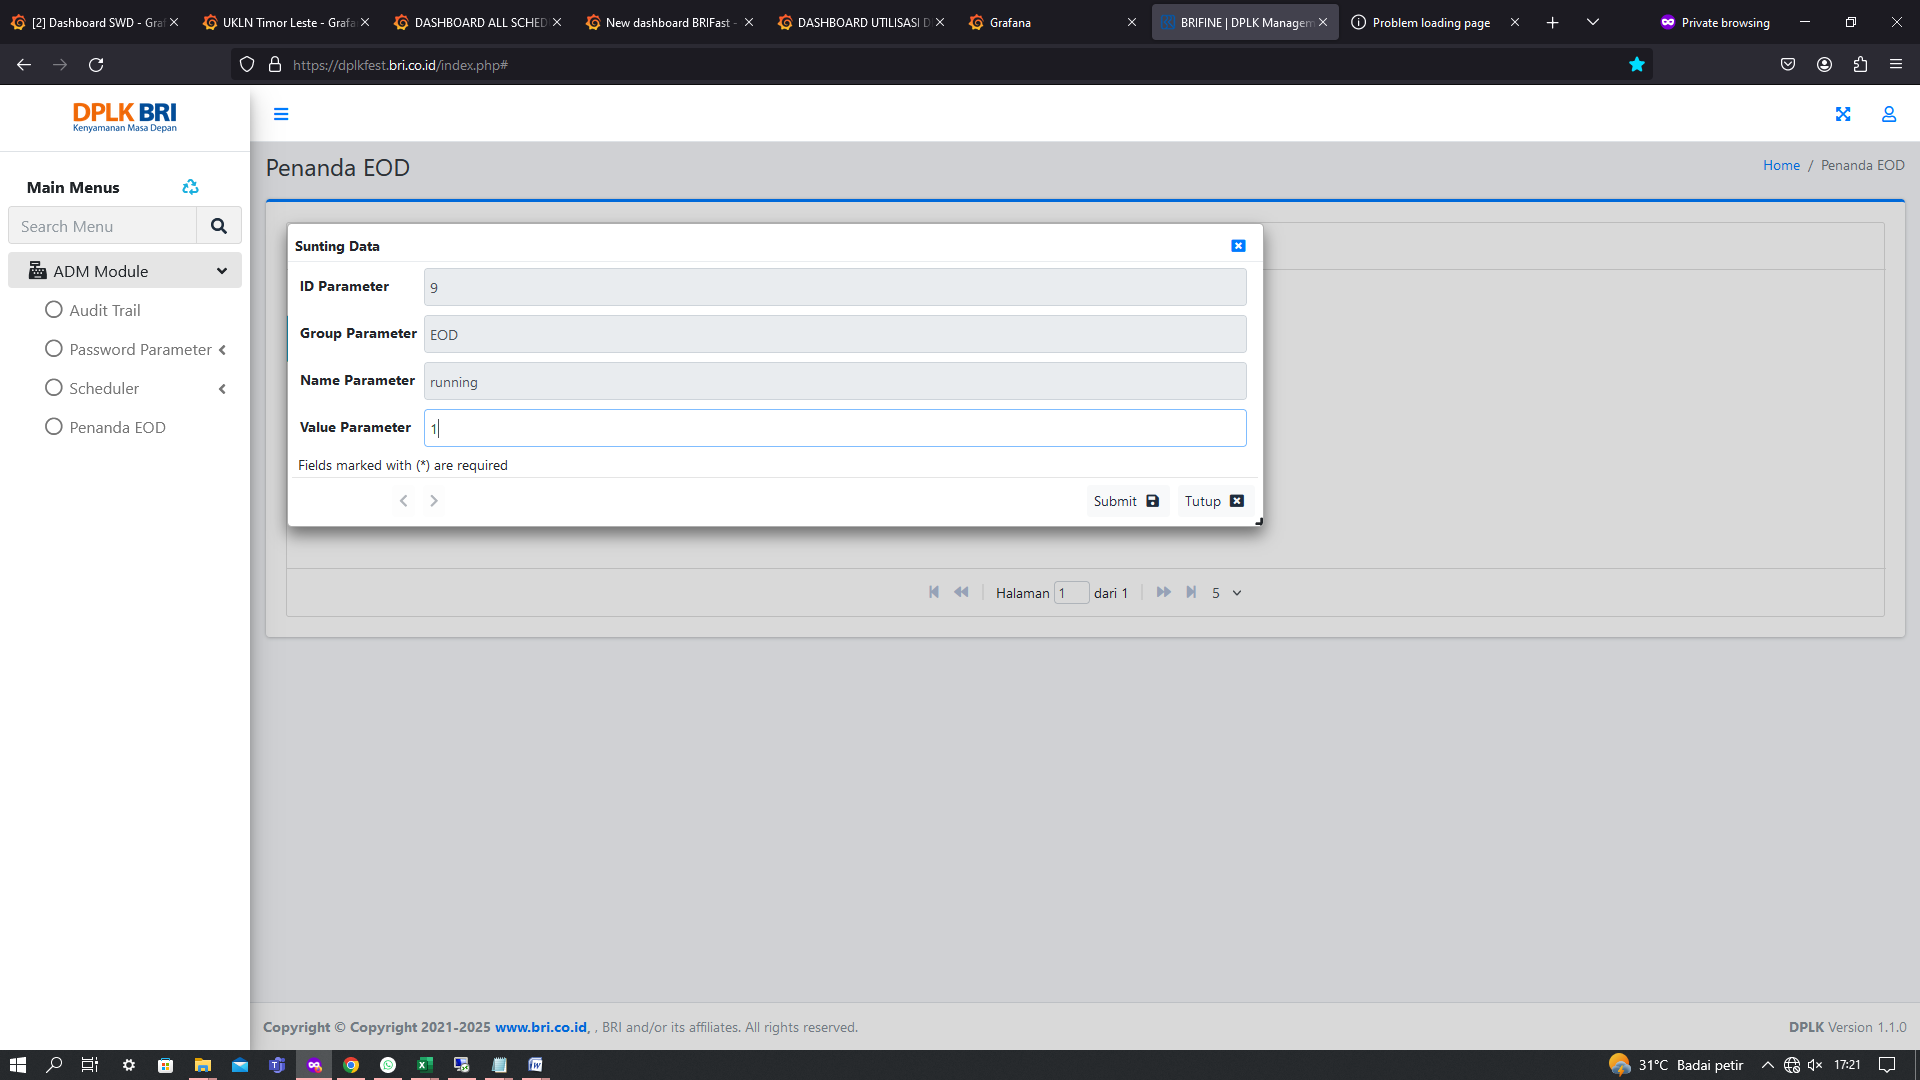 [2] Dashboard SWD - Graf
UKLN Timor Leste - Grafa
DASHBOARD ALL SCHED
New dashboard BRIFast -
DASHBOARD UTILISASI D
Grafana
BRIFINE | DPLK Managem
Problem loading page
Private browsing
https://dplkfest.bri.co.id/index.php#
DPLK BRI
Kenyamanan Masa Depan
Main Menus
Search Menu
ADM Module
Audit Trail
Password Parameter
Scheduler
Penanda EOD
Penanda EOD
Home / Penanda EOD
Sunting Data
ID Parameter 9
Group Parameter EOD
Name Parameter running
Value Parameter 1
Fields marked with (*) are required
Submit
Tutup
Halaman 1 dari 1
5
Copyright © Copyright 2021-2025 www.bri.co.id, , BRI and/or its affiliates. All rights reserved.
DPLK Version 1.1.0
31°C Badai petir
17:21